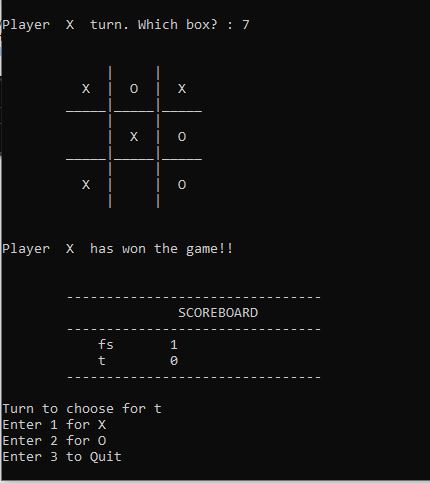 Player  X  turn. Which box? : 7
X | O | X
| X | O
X |  | O
Player  X  has won the game!!
--------------------------------
SCOREBOARD
--------------------------------
fs 1
t 0
--------------------------------
Turn to choose for t
Enter 1 for X
Enter 2 for O
Enter 3 to Quit